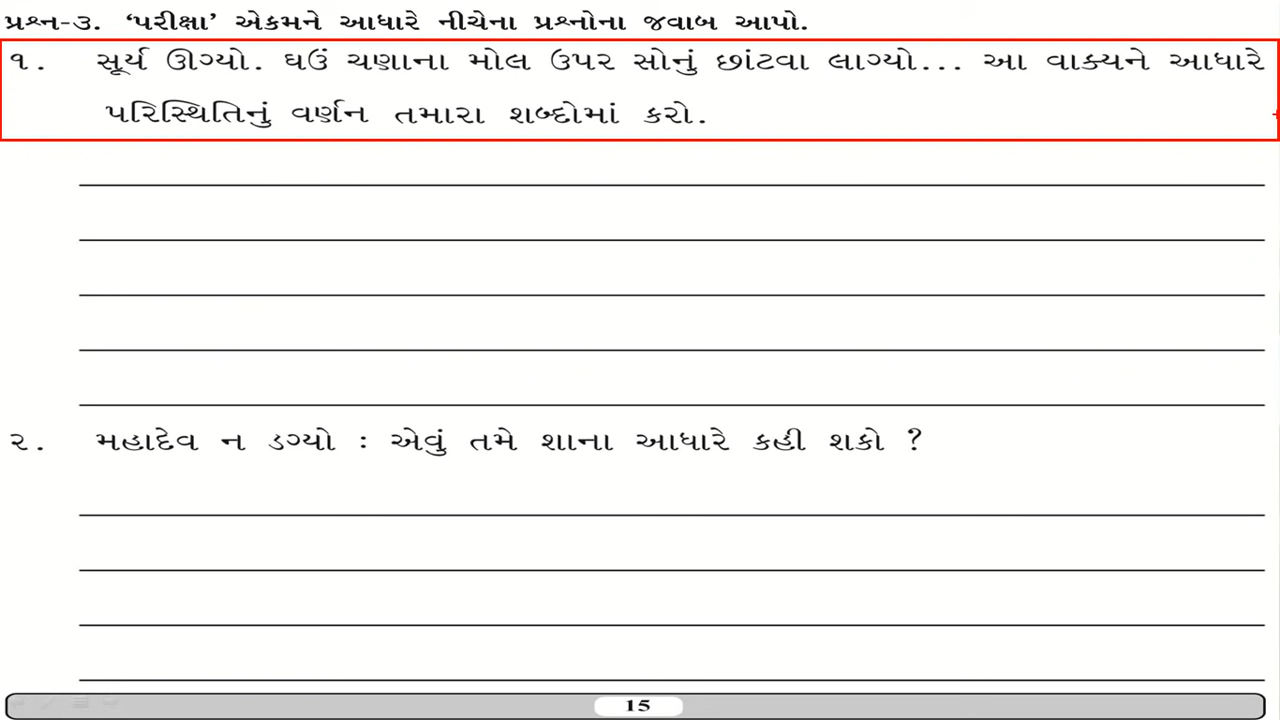 પ્રશ્ન-૩. ‘પરીક્ષા’ એકમને આધારે નીચેના પ્રશ્નોના જવાબ આપો.
૧. સૂર્ય ઊગ્યો. ઘઉં ચણાના મોલ ઉપર સોનું છાંટવા લાગ્યો... આ વાક્યને આધારે
પરિસ્થિતિનું વર્ણન તમારા શબ્દોમાં કરો.
૨. મહાદેવ ન ડગ્યો : એવું તમે શાના આધારે કહી શકો ?
15